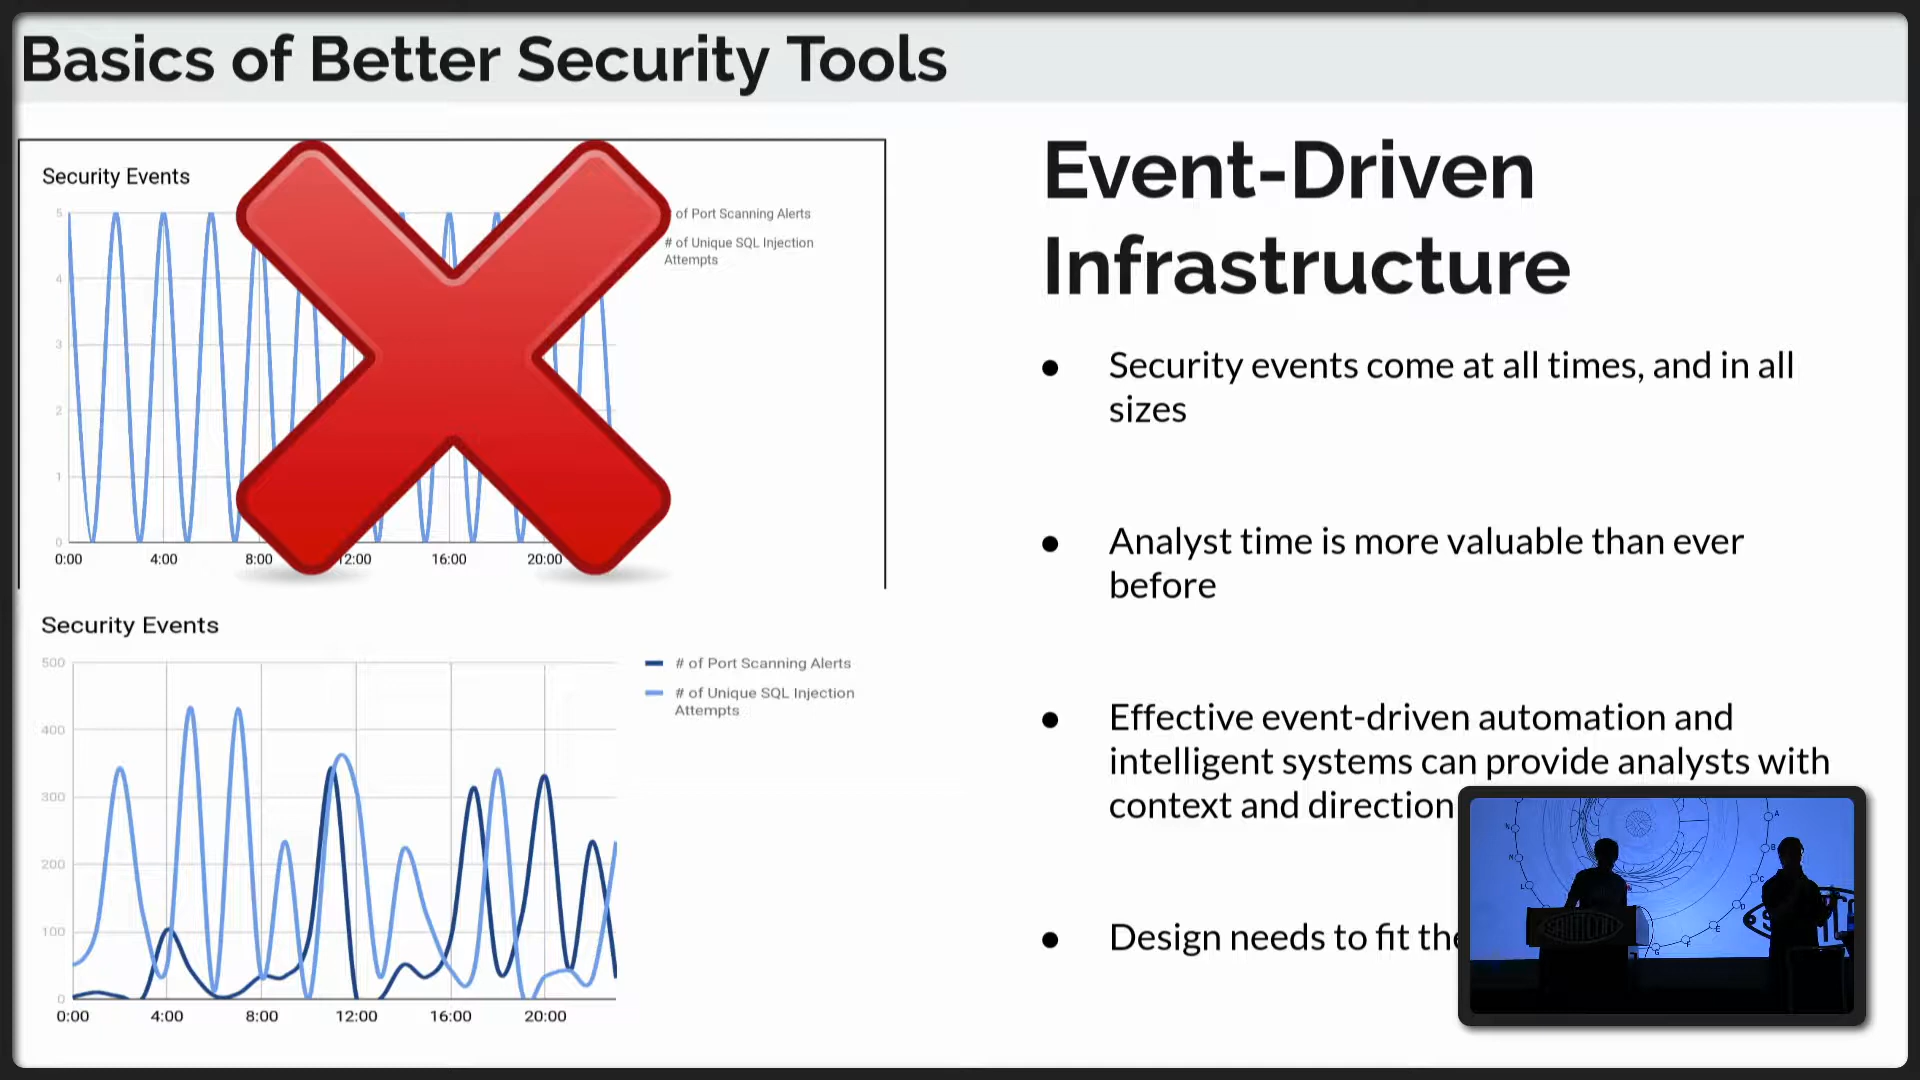 Basics of Better Security Tools
Security Events
5
4
3
2
1
0
0:00
4:00
8:00
12:00
16:00
20:00
of Port Scanning Alerts
# of Unique SQL Injection
Attempts
Security Events
500
400
300
200
100
0
0:00
4:00
8:00
12:00
16:00
20:00
# of Port Scanning Alerts
# of Unique SQL Injection
Attempts
Event-Driven
Infrastructure
● Security events come at all times, and in all
sizes
● Analyst time is more valuable than ever
before
● Effective event-driven automation and
intelligent systems can provide analysts with
context and direction
● Design needs to fit the